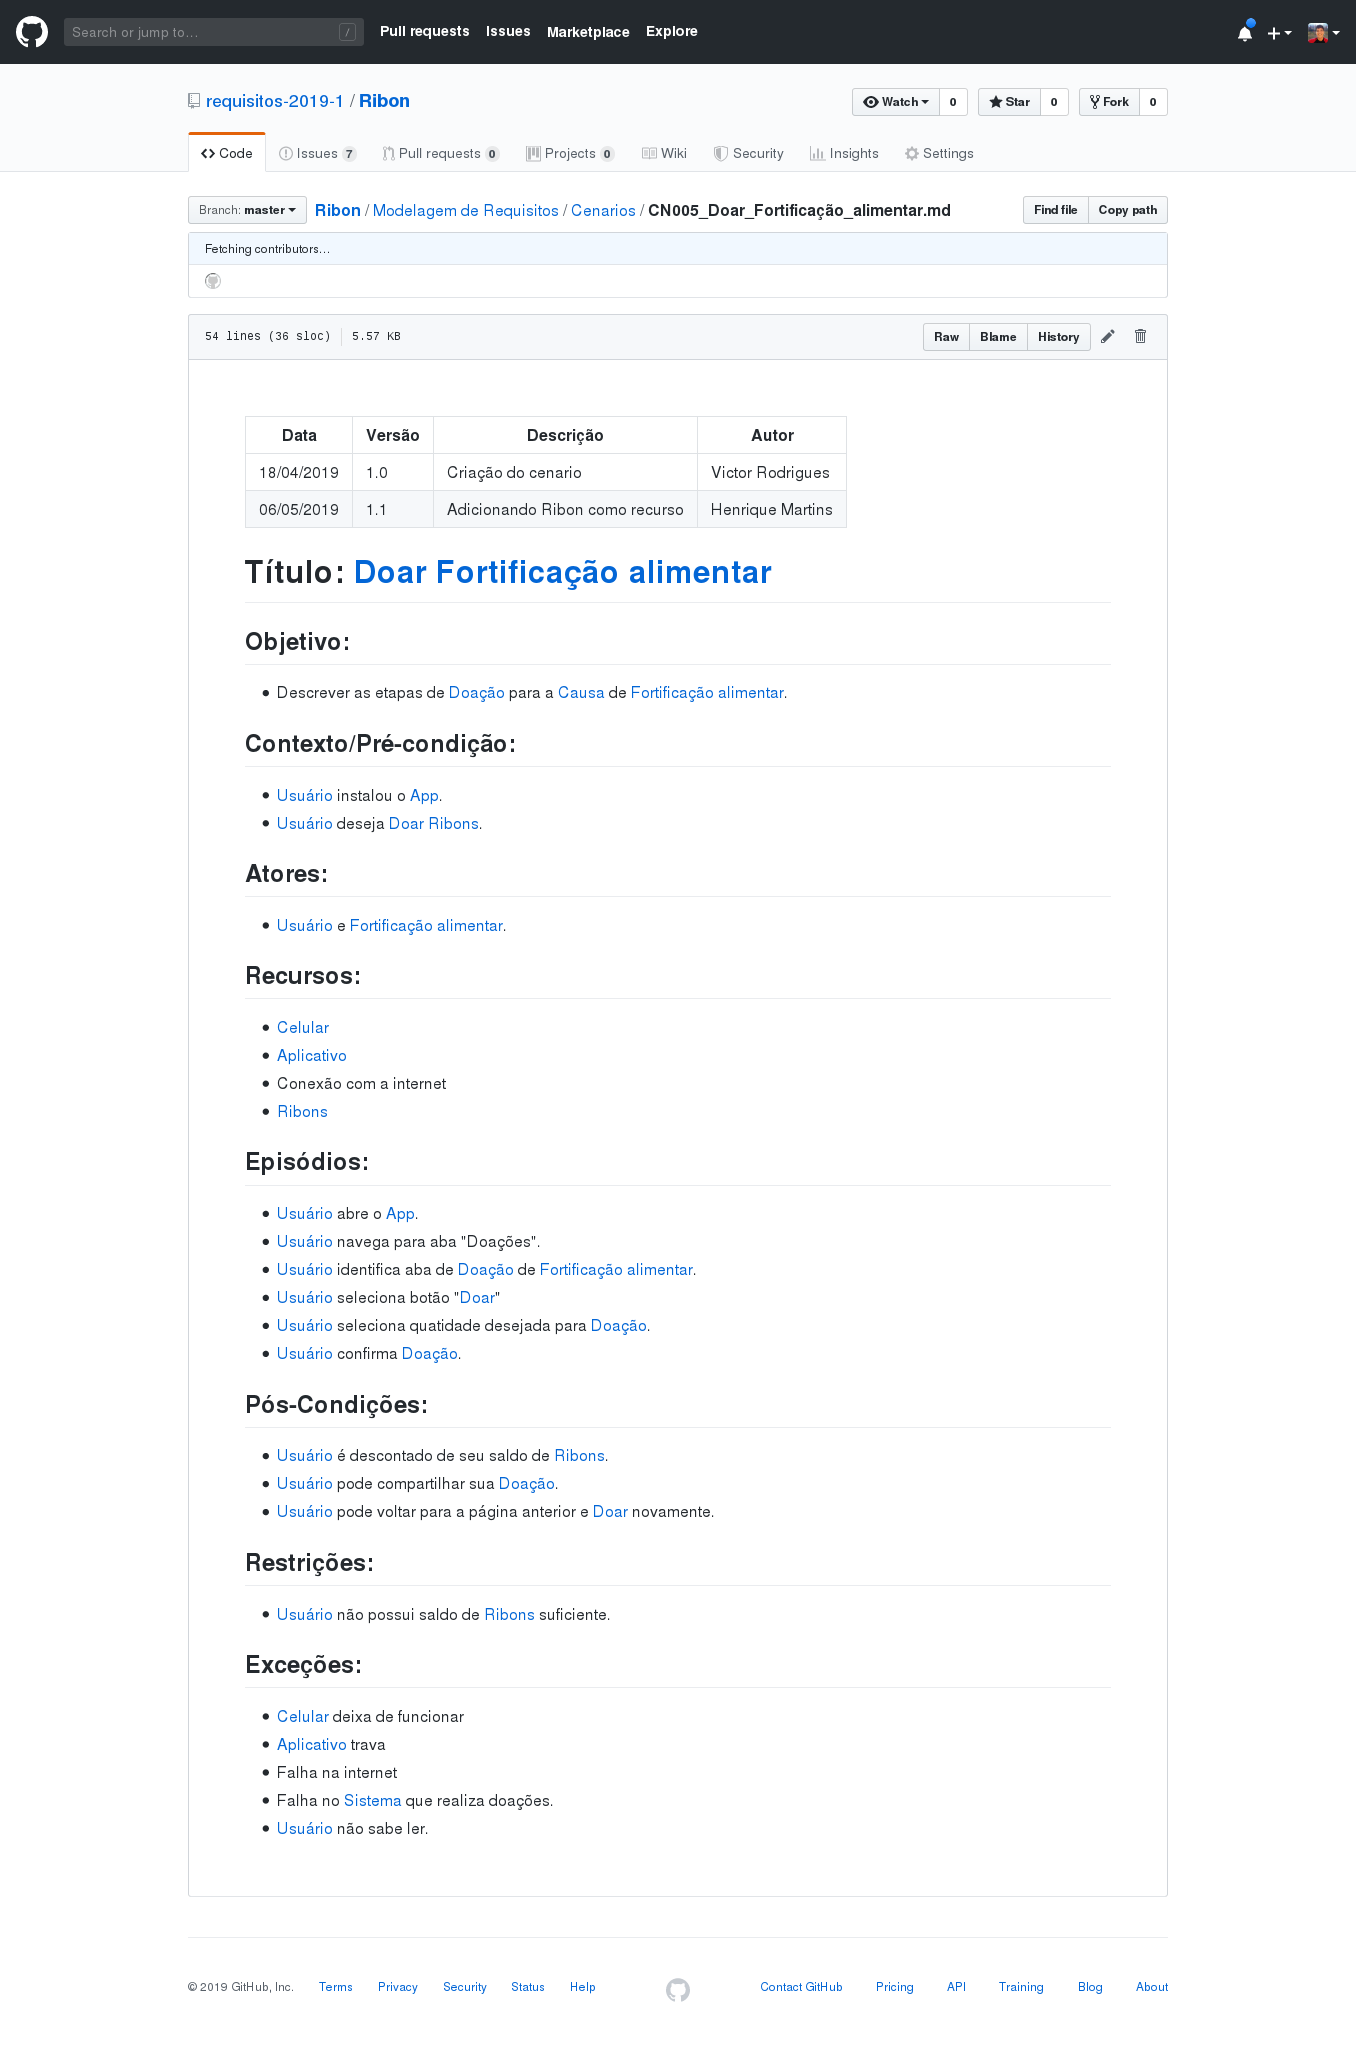 Search or jump to… / Pull requests Issues Marketplace Explore
requisitos-2019-1 / Ribon Watch 0 Star 0 Fork 0
Code Issues 7 Pull requests 0 Projects 0 Wiki Security Insights Settings
Branch: master Ribon / Modelagem de Requisitos / Cenarios / CN005_Doar_Fortificação_alimentar.md Find file Copy path
Fetching contributors…
54 lines (36 sloc) 5.57 KB Raw Blame History
Data Versão Descrição Autor
18/04/2019 1.0 Criação do cenario Victor Rodrigues
06/05/2019 1.1 Adicionando Ribon como recurso Henrique Martins
Título: Doar Fortificação alimentar
Objetivo:
• Descrever as etapas de Doação para a Causa de Fortificação alimentar.
Contexto/Pré-condição:
• Usuário instalou o App.
• Usuário deseja Doar Ribons.
Atores:
• Usuário e Fortificação alimentar.
Recursos:
• Celular
• Aplicativo
• Conexão com a internet
• Ribons
Episódios:
• Usuário abre o App.
• Usuário navega para aba "Doações".
• Usuário identifica aba de Doação de Fortificação alimentar.
• Usuário seleciona botão "Doar"
• Usuário seleciona quatidade desejada para Doação.
• Usuário confirma Doação.
Pós-Condições:
• Usuário é descontado de seu saldo de Ribons.
• Usuário pode compartilhar sua Doação.
• Usuário pode voltar para a página anterior e Doar novamente.
Restrições:
• Usuário não possui saldo de Ribons suficiente.
Exceções:
• Celular deixa de funcionar
• Aplicativo trava
• Falha na internet
• Falha no Sistema que realiza doações.
• Usuário não sabe ler.
© 2019 GitHub, Inc. Terms Privacy Security Status Help Contact GitHub Pricing API Training Blog About